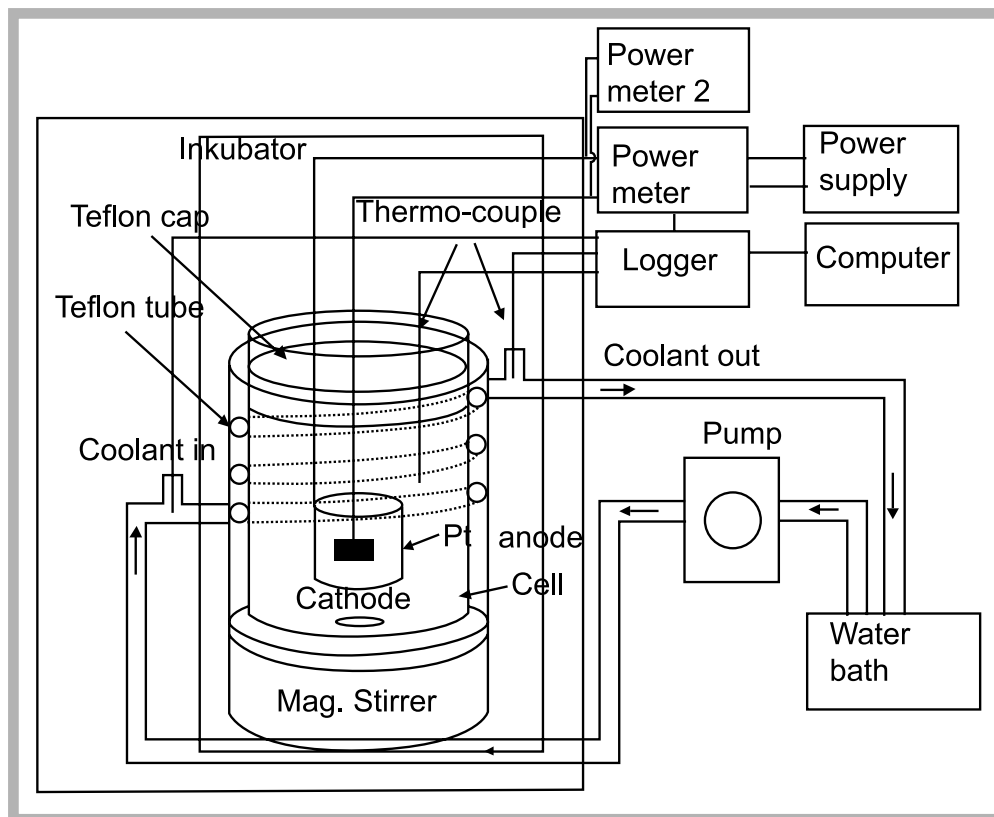 Power
meter 2
Inkubator
Power
meter
Power
supply
Teflon cap
Thermo-couple
Logger
Computer
Teflon tube
Coolant out
Coolant in
Pump
Pt anode
Cell
Cathode
Water
bath
Mag. Stirrer